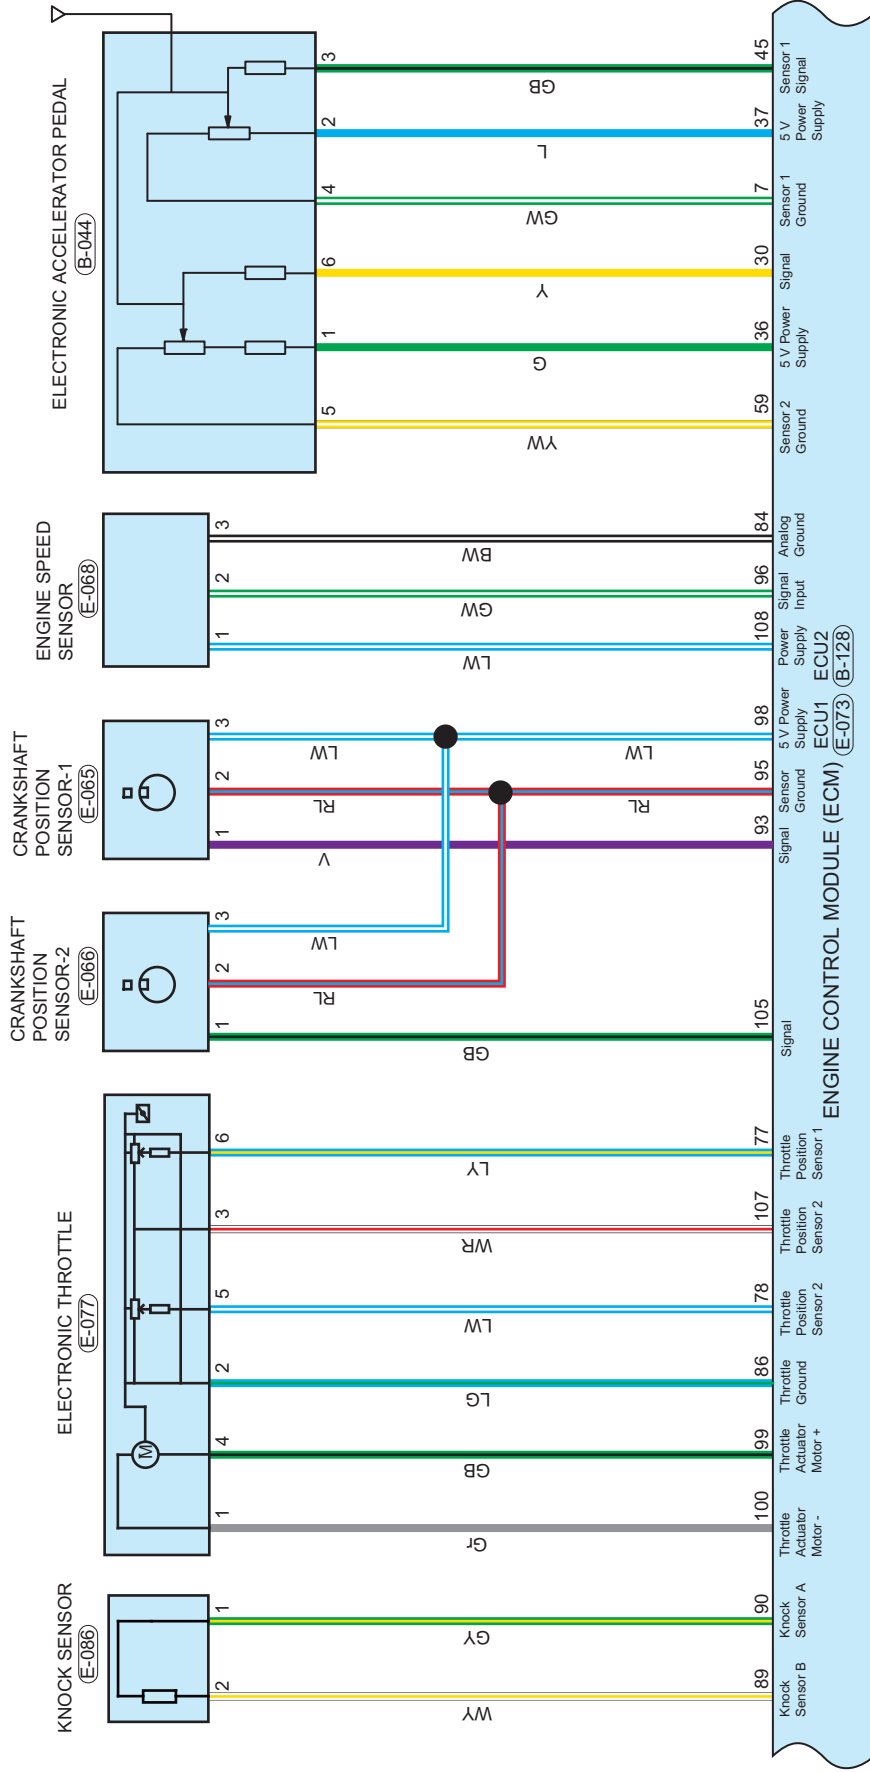 KNOCK SENSOR
E-086
2
1
WY
GY
89
90
Knock
Sensor B
Knock
Sensor A
ELECTRONIC THROTTLE
E-077
M
1
4
2
5
3
6
Gr
GB
LG
LW
WR
LY
100
99
86
78
107
77
Throttle
Actuator
Motor -
Throttle
Actuator
Motor +
Throttle
Ground
Throttle
Position
Sensor 2
Throttle
Position
Sensor 2
Throttle
Position
Sensor 1
CRANKSHAFT
POSITION
SENSOR-2
E-066
1
2
3
GB
RL
LW
105
Signal
CRANKSHAFT
POSITION
SENSOR-1
E-065
1
2
3
V
RL
LW
RL
LW
93
95
98
Signal
Sensor
Ground
5 V Power
Supply
ENGINE SPEED
SENSOR
E-068
1
2
3
LW
GW
BW
108
96
84
Power
Supply
Signal
Input
Analog
Ground
ELECTRONIC ACCELERATOR PEDAL
B-044
5
1
6
4
2
3
YW
G
Y
GW
L
GB
59
36
30
7
37
45
Sensor 2
Ground
5 V Power
Supply
Signal
Sensor 1
Ground
5 V
Power
Supply
Sensor 1
Signal
ECU1 ECU2
ENGINE CONTROL MODULE (ECM) E-073 B-128